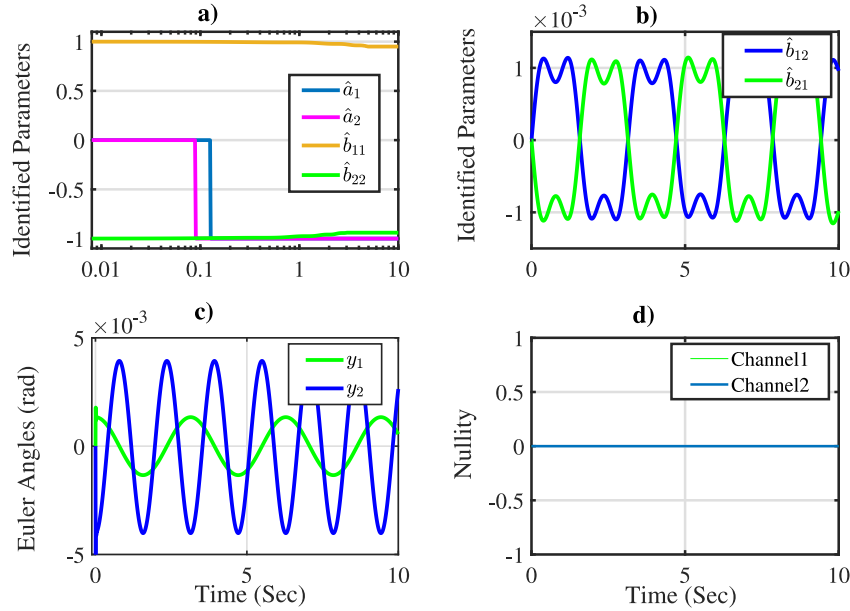 a)
Identified Parameters
1
0.5
0
-0.5
-1
0.01
0.1
1
10
â₁
â₂
b̂₁₁
b̂₂₂
b)
×10⁻³
Identified Parameters
1
0
-1
0
5
10
b̂₁₂
b̂₂₁
c)
×10⁻³
Euler Angles (rad)
5
0
-5
0
5
10
Time (Sec)
y₁
y₂
d)
Nullity
1
0.5
0
-0.5
-1
0
5
10
Time (Sec)
Channel1
Channel2